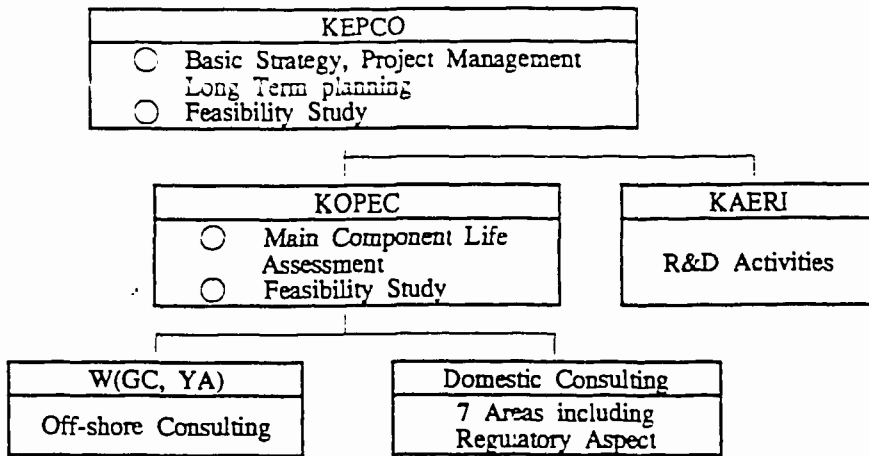 KEPCO
○ Basic Strategy, Project Management
Long Term planning
○ Feasibility Study
KOPEC
○ Main Component Life
Assessment
○ Feasibility Study
KAERI
R&D Activities
W(GC, YA)
Off-shore Consulting
Domestic Consulting
7 Areas including
Regulatory Aspect